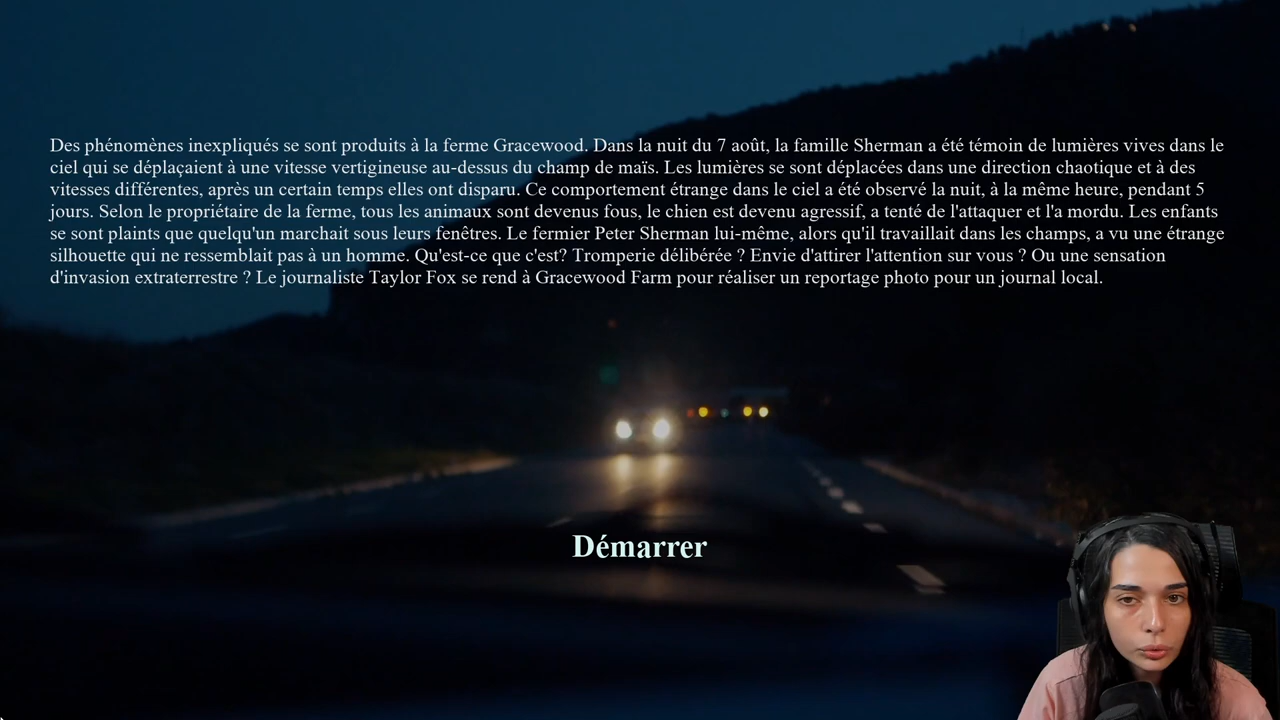 Des phénomènes inexpliqués se sont produits à la ferme Gracewood. Dans la nuit du 7 août, la famille Sherman a été témoin de lumières vives dans le
ciel qui se déplaçaient à une vitesse vertigineuse au-dessus du champ de maïs. Les lumières se sont déplacées dans une direction chaotique et à des
vitesses différentes, après un certain temps elles ont disparu. Ce comportement étrange dans le ciel a été observé la nuit, à la même heure, pendant 5
jours. Selon le propriétaire de la ferme, tous les animaux sont devenus fous, le chien est devenu agressif, a tenté de l'attaquer et l'a mordu. Les enfants
se sont plaints que quelqu'un marchait sous leurs fenêtres. Le fermier Peter Sherman lui-même, alors qu'il travaillait dans les champs, a vu une étrange
silhouette qui ne ressemblait pas à un homme. Qu'est-ce que c'est? Tromperie délibérée ? Envie d'attirer l'attention sur vous ? Ou une sensation
d'invasion extraterrestre ? Le journaliste Taylor Fox se rend à Gracewood Farm pour réaliser un reportage photo pour un journal local.
Démarrer